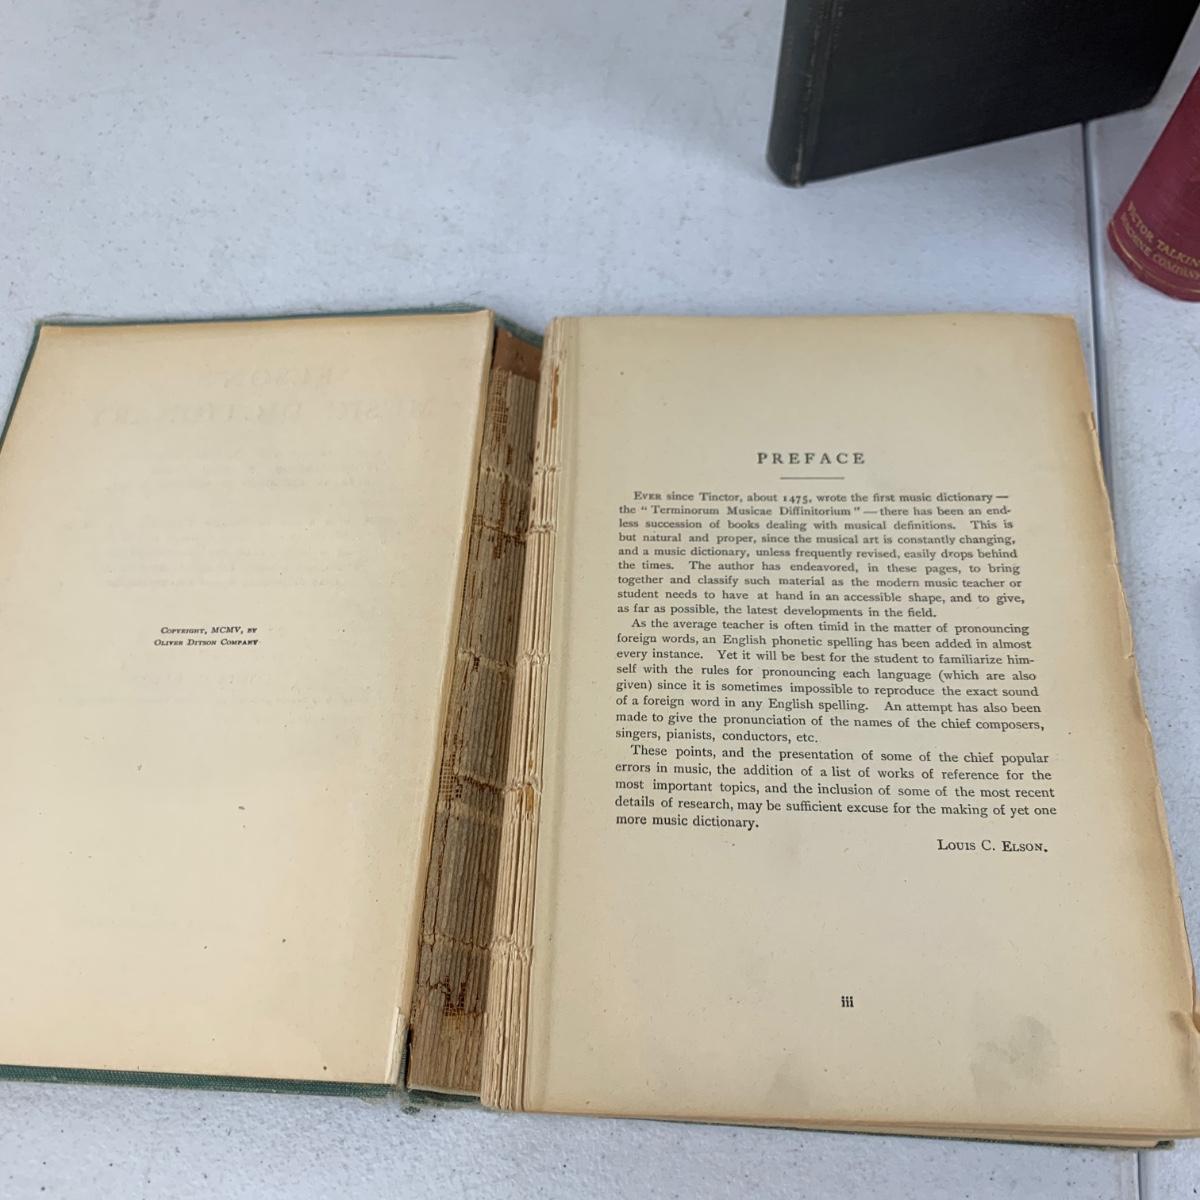 VICTOR TALKIN
MACHINE COMPANY
COPYRIGHT, MCMV, BY
OLIVER DITSON COMPANY
PREFACE
EVER since Tinctor, about 1475, wrote the first music dictionary —
the “ Terminorum Musicae Diffinitorium ” — there has been an end-
less succession of books dealing with musical definitions. This is
but natural and proper, since the musical art is constantly changing,
and a music dictionary, unless frequently revised, easily drops behind
the times. The author has endeavored, in these pages, to bring
together and classify such material as the modern music teacher or
student needs to have at hand in an accessible shape, and to give,
as far as possible, the latest developments in the field.
As the average teacher is often timid in the matter of pronouncing
foreign words, an English phonetic spelling has been added in almost
every instance. Yet it will be best for the student to familiarize him-
self with the rules for pronouncing each language (which are also
given) since it is sometimes impossible to reproduce the exact sound
of a foreign word in any English spelling. An attempt has also been
made to give the pronunciation of the names of the chief composers,
singers, pianists, conductors, etc.
These points, and the presentation of some of the chief popular
errors in music, the addition of a list of works of reference for the
most important topics, and the inclusion of some of the most recent
details of research, may be sufficient excuse for the making of yet one
more music dictionary.
LOUIS C. ELSON.
iii